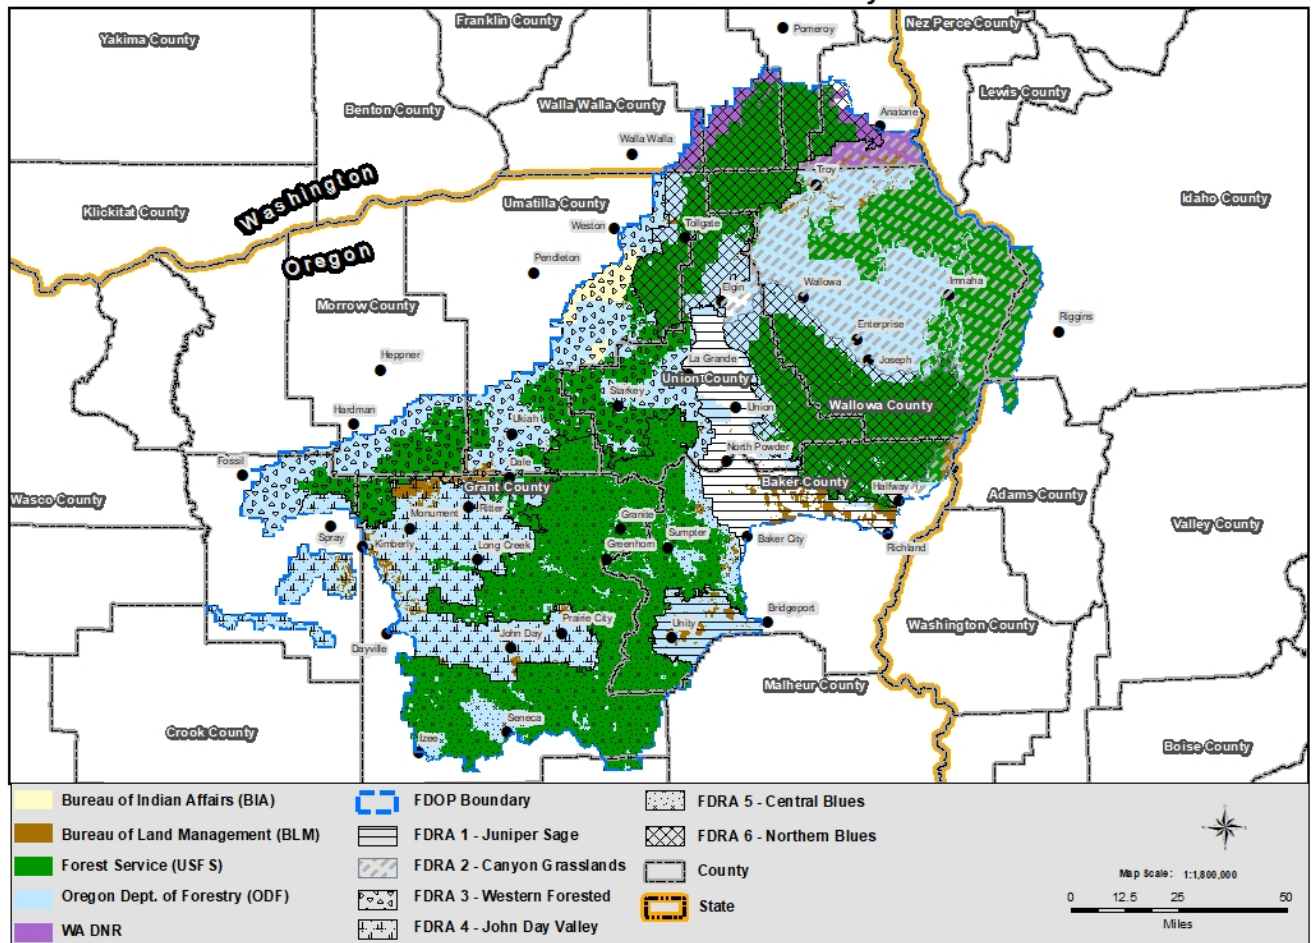 Franklin County
Nez Perce County
Pomeroy
Yakima County
Lewis County
Benton County
Walla Walla County
Anatone
Walla Walla
Washington
Troy
Klickitat County
Umatilla County
Idaho County
Weston
Tollgate
Oregon
Pendleton
Elgin
Wallowa
Imnaha
Morrow County
Riggins
Enterprise
Heppner
La Grande
Joseph
Union County
Starkey
Wallowa County
Hardman
Union
Ukiah
North Powder
Fossil
Dale
Baker County
Grant County
Halfway
Wasco County
Adams County
Monument
Ritter
Granite
Valley County
Spray
Kimberly
Long Creek
Greenhorn
Sumpter
Baker City
Richland
Prairie City
Bridgeport
Unity
Washington County
John Day
Dayville
Malheur County
Seneca
Crook County
Izee
Boise County
Bureau of Indian Affairs (BIA)
Bureau of Land Management (BLM)
Forest Service (USFS)
Oregon Dept. of Forestry (ODF)
WA DNR
FDOP Boundary
FDRA 1 - Juniper Sage
FDRA 2 - Canyon Grasslands
FDRA 3 - Western Forested
FDRA 4 - John Day Valley
FDRA 5 - Central Blues
FDRA 6 - Northern Blues
County
State
Map Scale: 1:1,800,000
0 12.5 25 50
Miles